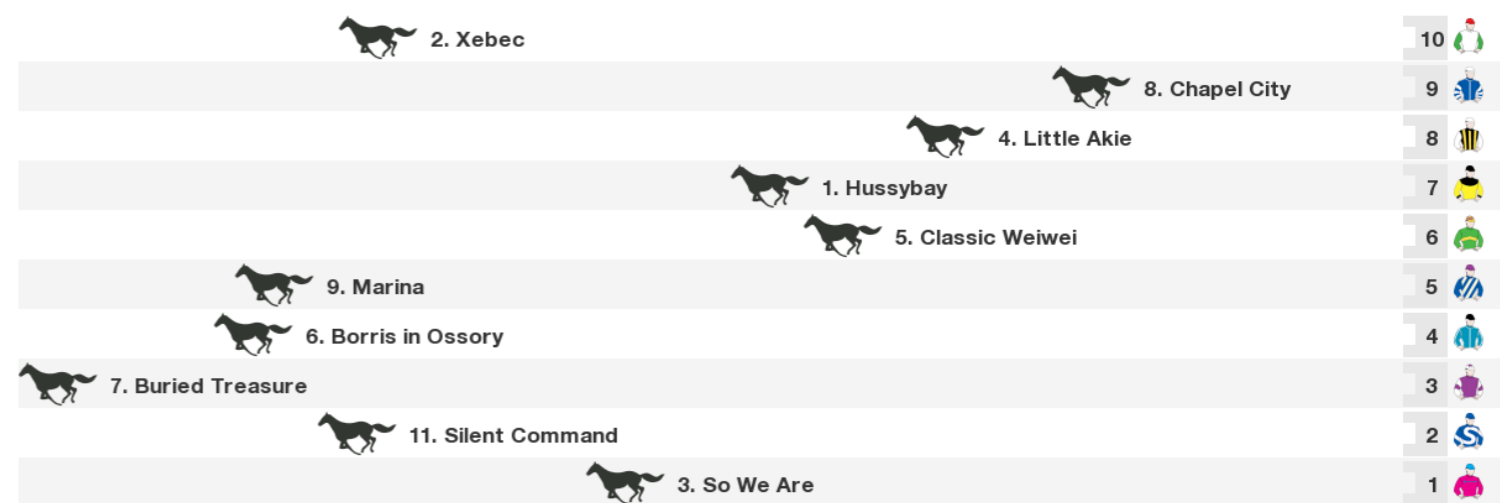 2. Xebec 10
8. Chapel City 9
4. Little Akie 8
1. Hussybay 7
5. Classic Weiwei 6
9. Marina 5
6. Borris in Ossory 4
7. Buried Treasure 3
11. Silent Command 2
3. So We Are 1